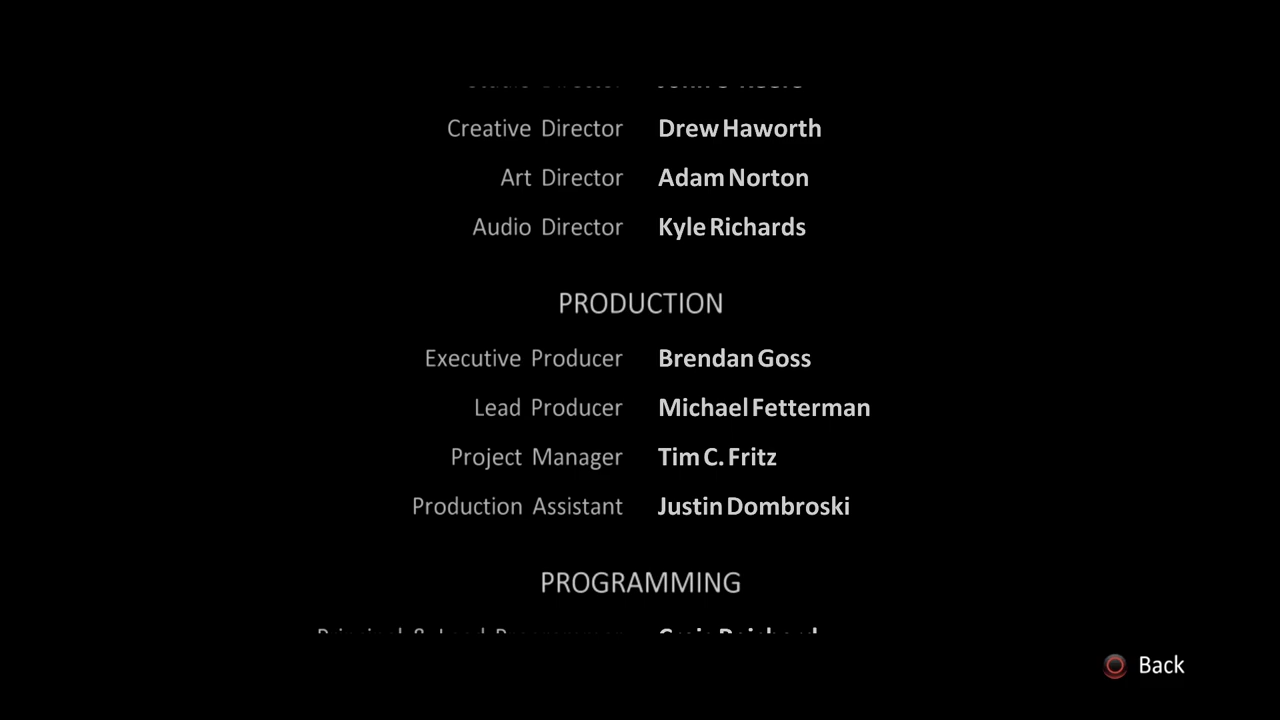 Creative Director Drew Haworth
Art Director Adam Norton
Audio Director Kyle Richards
PRODUCTION
Executive Producer Brendan Goss
Lead Producer Michael Fetterman
Project Manager Tim C. Fritz
Production Assistant Justin Dombroski
PROGRAMMING
Back